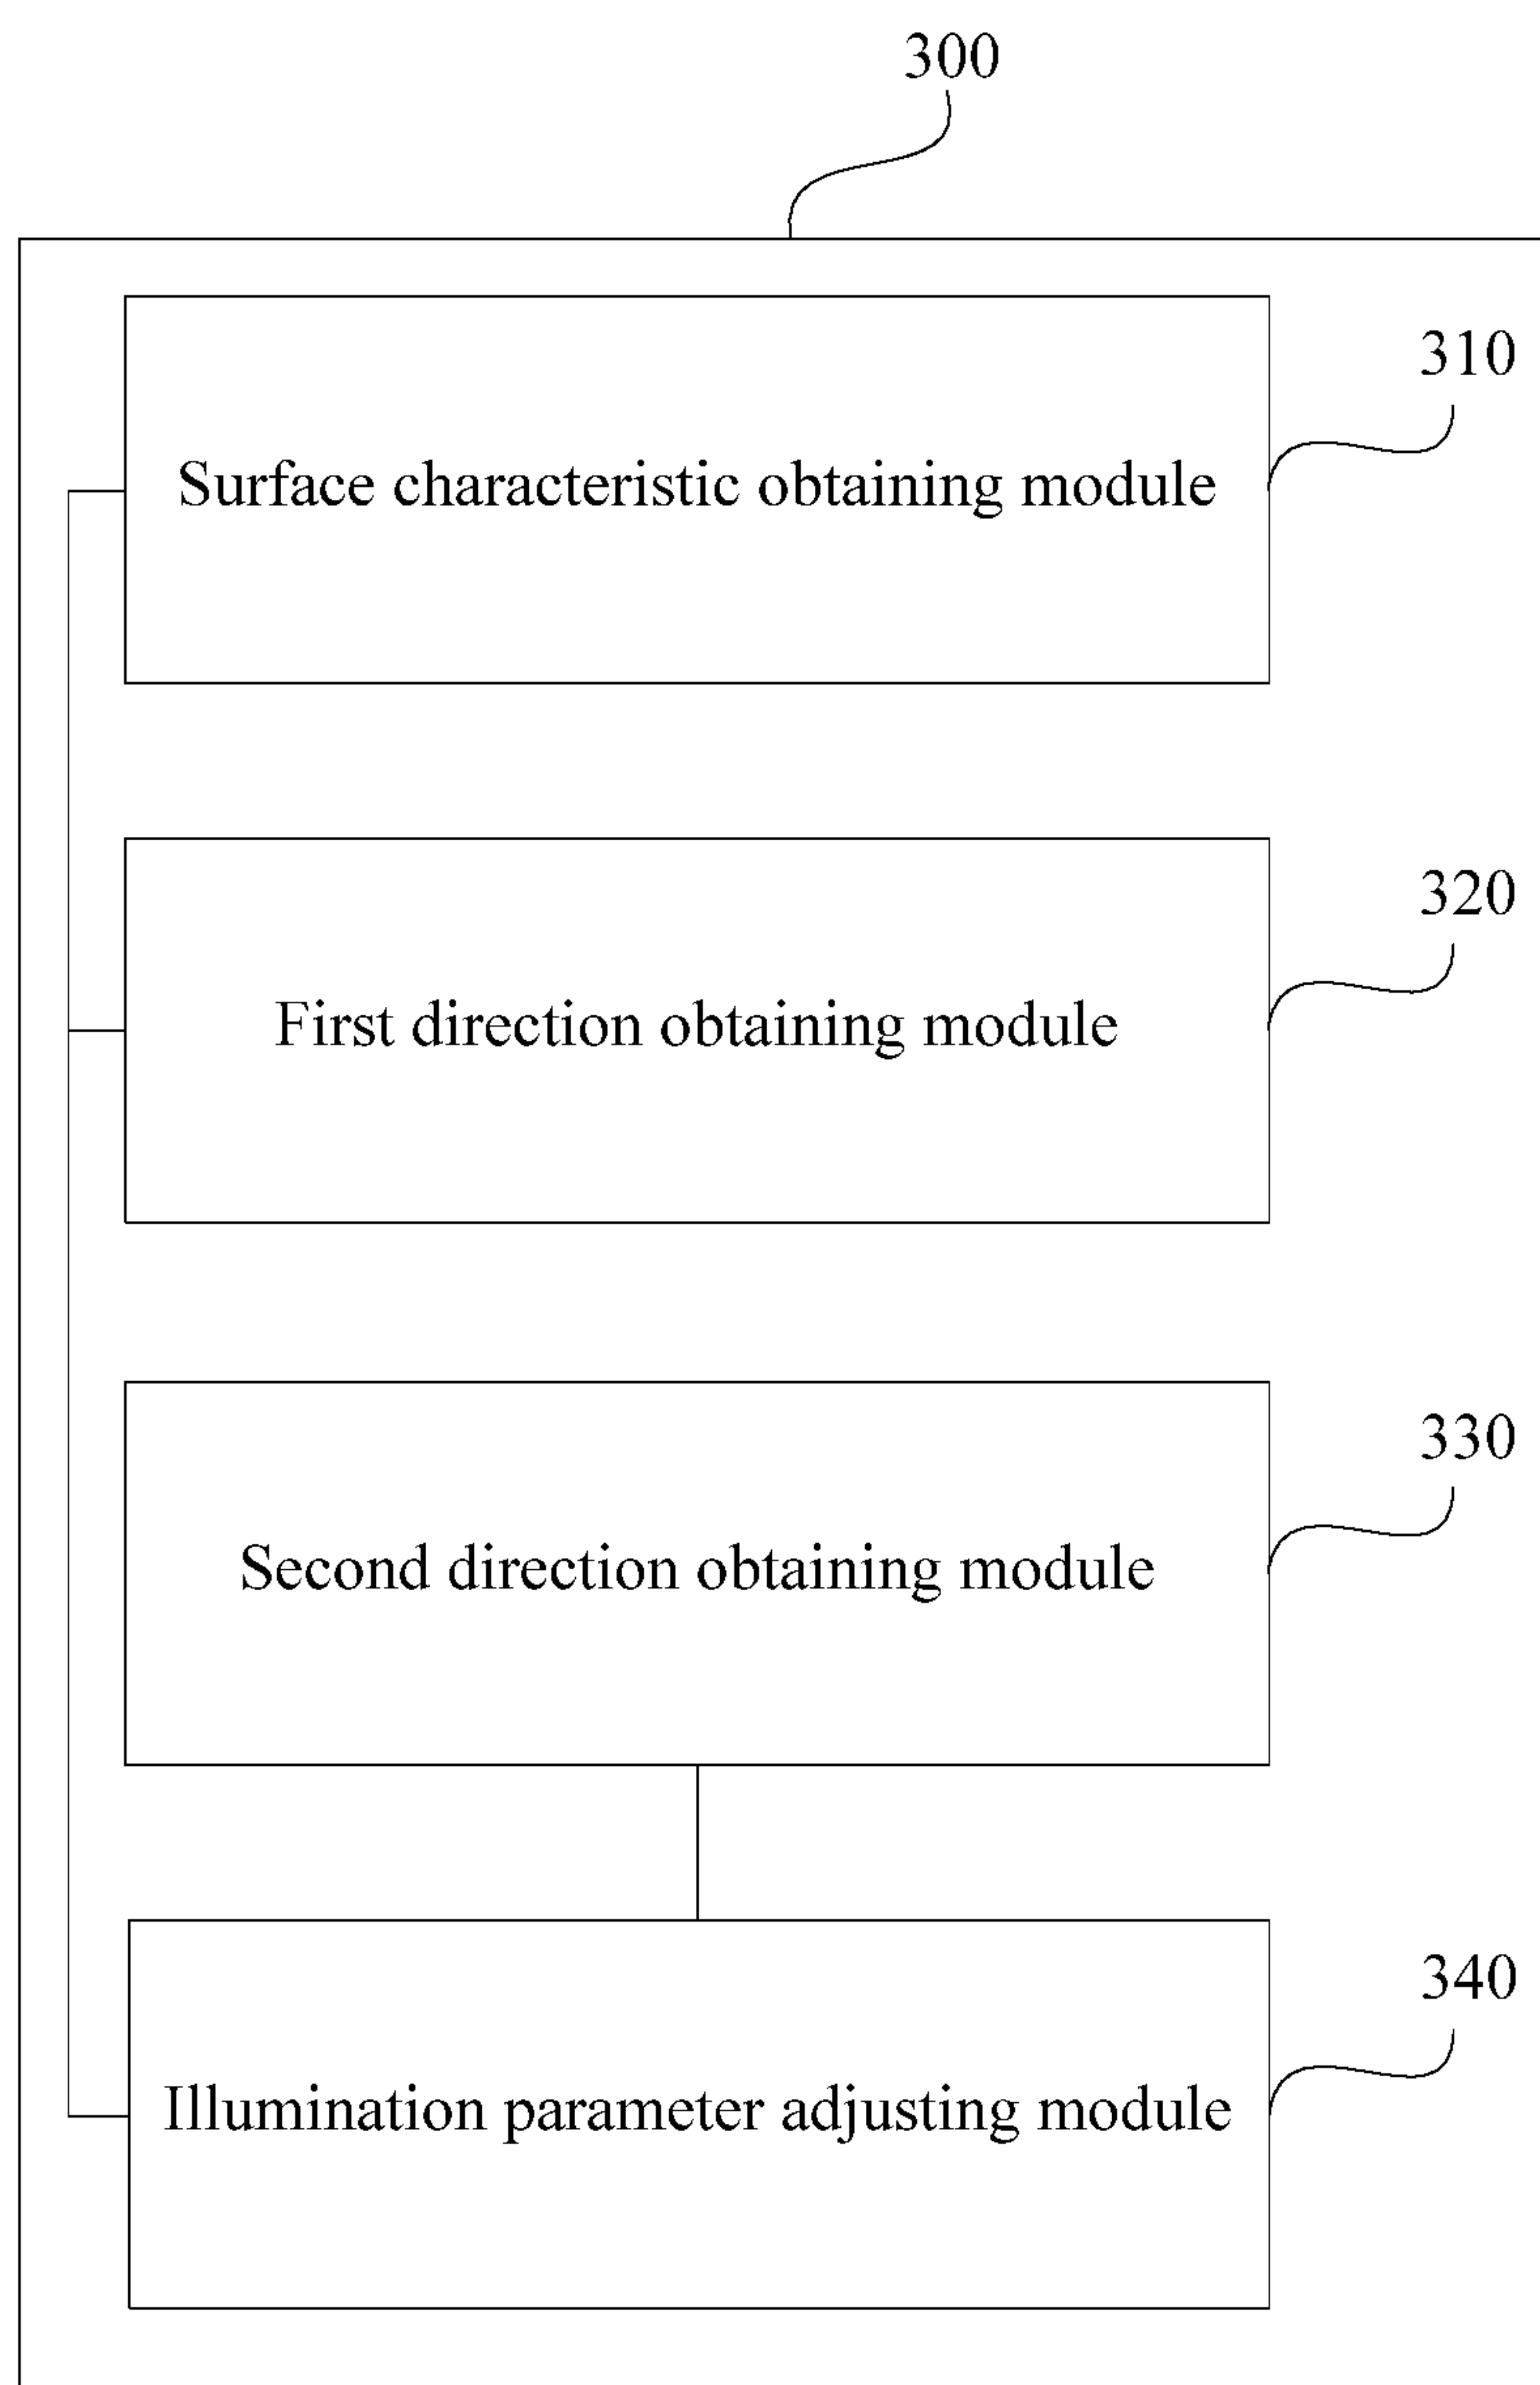 300
310
Surface characteristic obtaining module
320
First direction obtaining module
330
Second direction obtaining module
340
Illumination parameter adjusting module